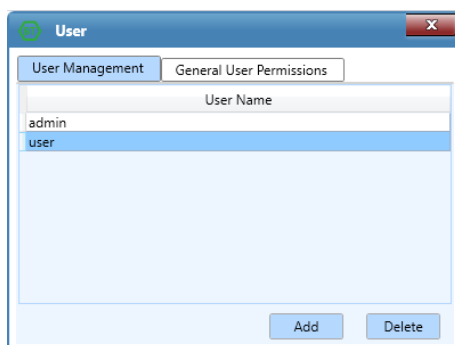 User
x
User Management General User Permissions
User Name
admin
user
Add Delete